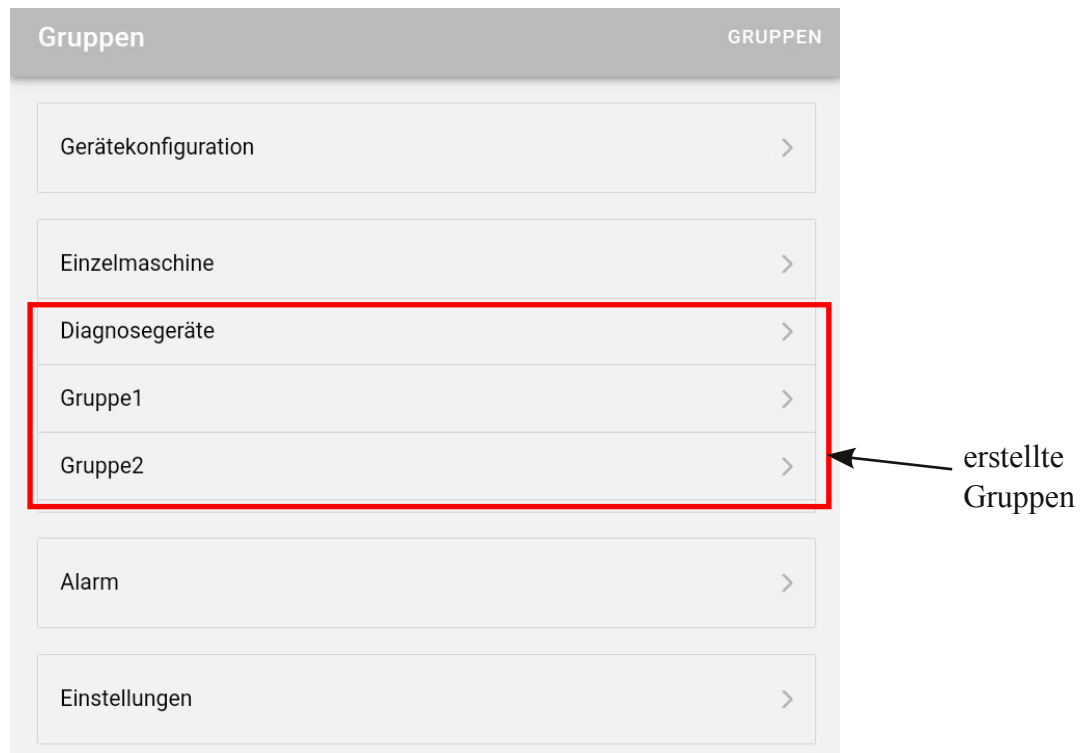 Gruppen GRUPPEN
Gerätekonfiguration
Einzelmaschine
Diagnosegeräte
Gruppe1
Gruppe2
erstellte
Gruppen
Alarm
Einstellungen